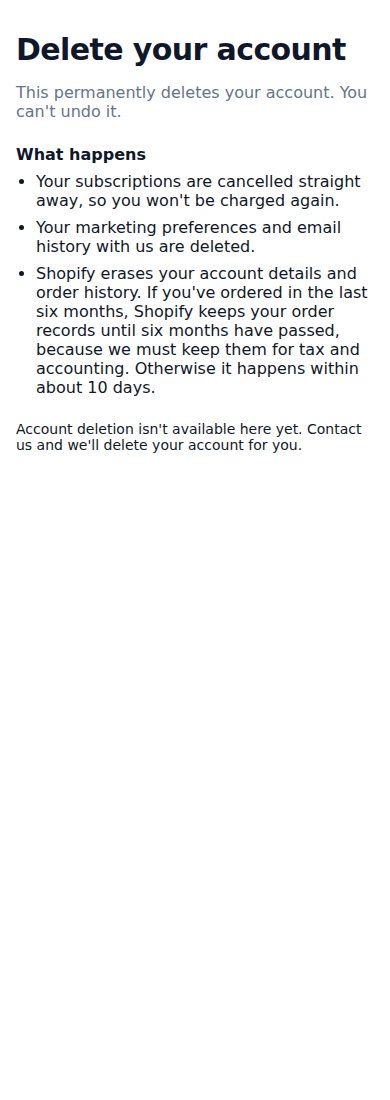 Delete your account
This permanently deletes your account. You
can't undo it.
What happens
• Your subscriptions are cancelled straight
away, so you won't be charged again.
• Your marketing preferences and email
history with us are deleted.
• Shopify erases your account details and
order history. If you've ordered in the last
six months, Shopify keeps your order
records until six months have passed,
because we must keep them for tax and
accounting. Otherwise it happens within
about 10 days.
Account deletion isn't available here yet. Contact
us and we'll delete your account for you.